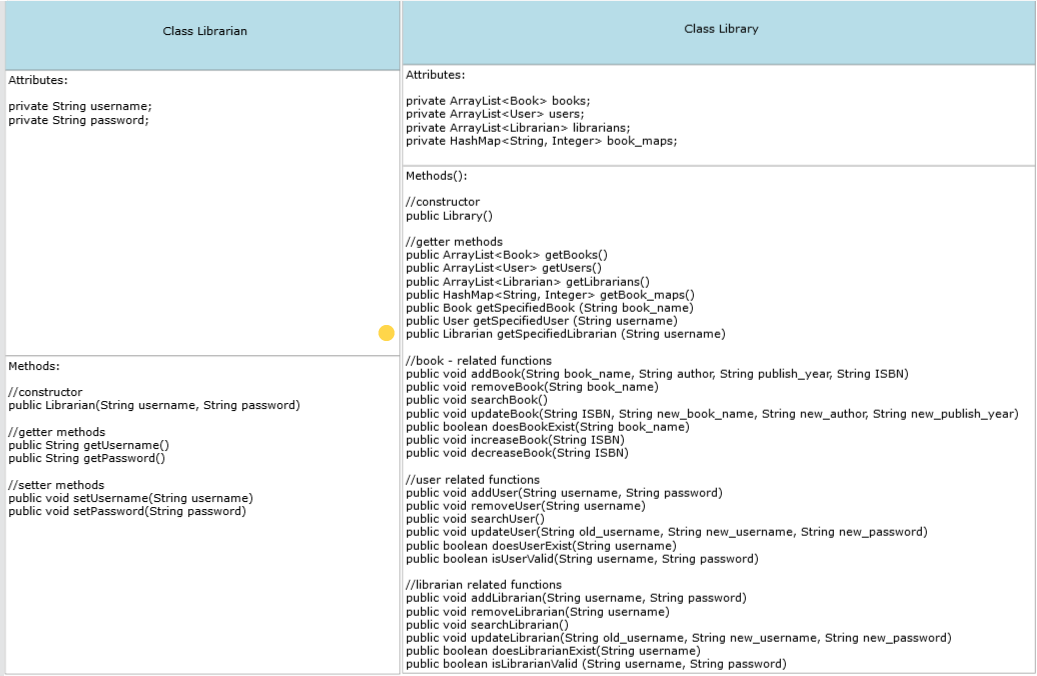 Class Librarian
Attributes:
private String username;
private String password;
Methods:
//constructor
public Librarian(String username, String password)
//getter methods
public String getUsername()
public String getPassword()
//setter methods
public void setUsername(String username)
public void setPassword(String password)
Class Library
Attributes:
private ArrayList<Book> books;
private ArrayList<User> users;
private ArrayList<Librarian> librarians;
private HashMap<String, Integer> book_maps;
Methods():
//constructor
public Library()
//getter methods
public ArrayList<Book> getBooks()
public ArrayList<User> getUsers()
public ArrayList<Librarian> getLibrarians()
public HashMap<String, Integer> getBook_maps()
public Book getSpecifiedBook (String book_name)
public User getSpecifiedUser (String username)
public Librarian getSpecifiedLibrarian (String username)
//book - related functions
public void addBook(String book_name, String author, String publish_year, String ISBN)
public void removeBook(String book_name)
public void searchBook()
public void updateBook(String ISBN, String new_book_name, String new_author, String new_publish_year)
public boolean doesBookExist(String book_name)
public void increaseBook(String ISBN)
public void decreaseBook(String ISBN)
//user related functions
public void addUser(String username, String password)
public void removeUser(String username)
public void searchUser()
public void updateUser(String old_username, String new_username, String new_password)
public boolean doesUserExist(String username)
public boolean isUserValid(String username, String password)
//librarian related functions
public void addLibrarian(String username, String password)
public void removeLibrarian(String username)
public void searchLibrarian()
public void updateLibrarian(String old_username, String new_username, String new_password)
public boolean doesLibrarianExist(String username)
public boolean isLibrarianValid (String username, String password)